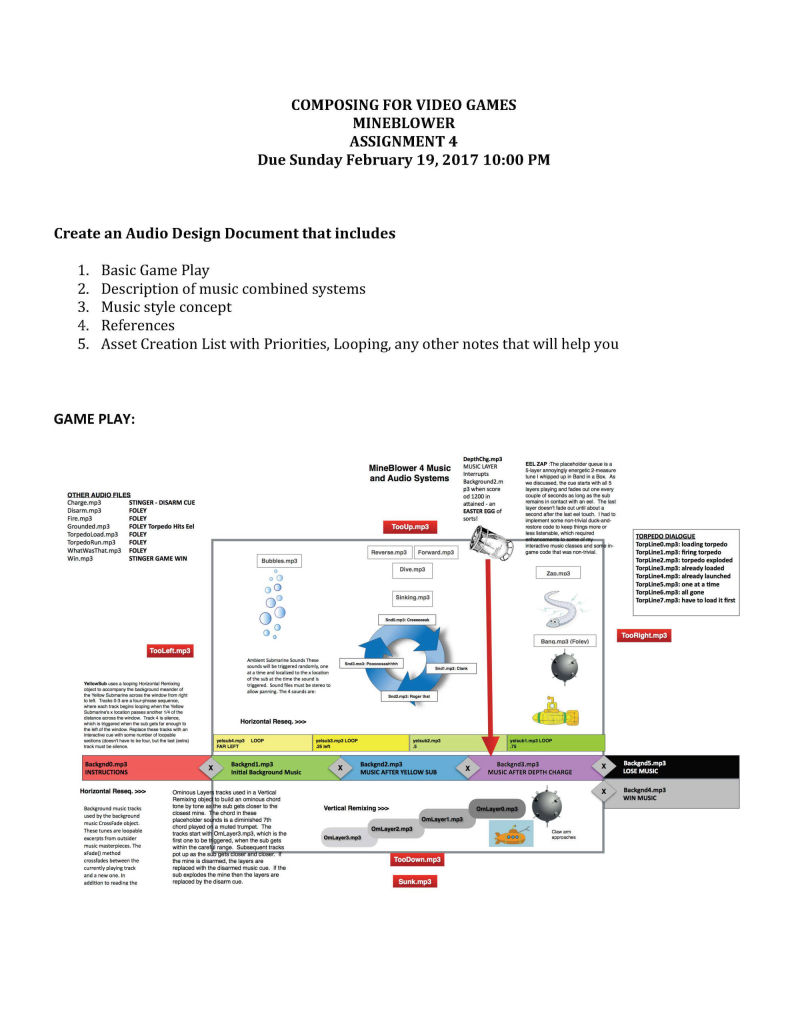 COMPOSING FOR VIDEO GAMES
MINEBLOWER
ASSIGNMENT 4
Due Sunday February 19, 2017 10:00 PM
Create an Audio Design Document that includes
1. Basic Game Play
2. Description of music combined systems
3. Music style concept
4. References
5. Asset Creation List with Priorities, Looping, any other notes that will help you
GAME PLAY:
MineBlower 4 Music
and Audio Systems
DepthChg.mp3
MUSIC LAYER
Interrupts
Background2.m
p3 when score
od 1200 in
attained - an
EASTER EGG of
sorts!
EEL ZAP :The placeholder queue is a
5-layer annoyingly energetic 2-measure
tune I whipped up in Band in a Box. As
we discussed, the cue starts with all 5
layers playing and fades out one every
couple of seconds as long as the sub
remains in contact with an eel. The last
layer doesn't fade out until about a
second after the last eel touch. I had to
implement some non-trivial duck-and-
restore code to keep things more or
less listenable, which required
enhancements to some of my
interactive music classes and some in-
game code that was non-trivial.
OTHER AUDIO FILES
Charge.mp3 STINGER - DISARM CUE
Disarm.mp3 FOLEY
Fire.mp3 FOLEY
Grounded.mp3 FOLEY Torpedo Hits Eel
TorpedoLoad.mp3 FOLEY
TorpedoRun.mp3 FOLEY
WhatWasThat.mp3 FOLEY
Win.mp3 STINGER GAME WIN
TooUp.mp3
TORPEDO DIALOGUE
TorpLine0.mp3: loading torpedo
TorpLine1.mp3: firing torpedo
TorpLine2.mp3: torpedo exploded
TorpLine3.mp3: already loaded
TorpLine4.mp3: already launched
TorpLine5.mp3: one at a time
TorpLine6.mp3: all gone
TorpLine7.mp3: have to load it first
Bubbles.mp3
Reverse.mp3 Forward.mp3
Dive.mp3
Sinking.mp3
Zap.mp3
Snd0.mp3: Creeeeeeak
Snd3.mp3:
Snd1.mp3: Clank
Snd2.mp3: Roger that
Bang.mp3 (Foley)
TooLeft.mp3
TooRight.mp3
Ambient Submarine Sounds These
sounds will be triggered randomly, one
at a time and localized to the x location
of the sub at the time the sound is
triggered. Sound files must be stereo to
allow panning. The 4 sounds are:
YellowSub uses a looping Horizontal Remixing
object to accompany the background meander of
the Yellow Submarine across the window from right
to left. Tracks 0-3 are a four-phase sequence,
where each track begins looping when the Yellow
Submarine's x location passes another 1/4 of the
distance across the window. Track 4 is silence,
which is triggered when the sub gets far enough to
the left of the window. Replace these tracks with an
interactive cue with some number of loopable
sections (doesn't have to be four, but the last (extra)
track must be silence.
Horizontal Reseq. >>>
yelsub4.mp3 LOOP
FAR LEFT
yelsub3.mp3 LOOP
.25 left
yelsub2.mp3
.5
yelsub1.mp3 LOOP
.75
Backgnd0.mp3
INSTRUCTIONS
X
Backgnd1.mp3
Initial Background Music
X
Backgnd2.mp3
MUSIC AFTER YELLOW SUB
X
Backgnd3.mp3
MUSIC AFTER DEPTH CHARGE
X
Backgnd5.mp3
LOSE MUSIC
X
Backgnd4.mp3
WIN MUSIC
Horizontal Reseq. >>>
Background music tracks
used by the background
music CrossFade object.
These tunes are loopable
excerpts from outsider
music masterpieces. The
xFade() method
crossfades between the
currently playing track
and a new one. In
addition to reading the
Ominous Layers tracks used in a Vertical
Remixing object to build an ominous chord
tone by tone as the sub gets closer to the
closest mine. The chord in these
placeholder sounds is a diminished 7th
chord played on a muted trumpet. The
tracks start with OmLayer3.mp3, which is the
first one to be triggered, when the sub gets
within the careful range. Subsequent tracks
pot up as the sub gets closer and closer. If
the mine is disarmed, the layers are
replaced with the disarmed music cue. If the
sub explodes the mine then the layers are
replaced by the disarm cue.
Vertical Remixing >>>
OmLayer0.mp3
OmLayer1.mp3
OmLayer2.mp3
OmLayer3.mp3
Claw arm
approaches
TooDown.mp3
Sunk.mp3